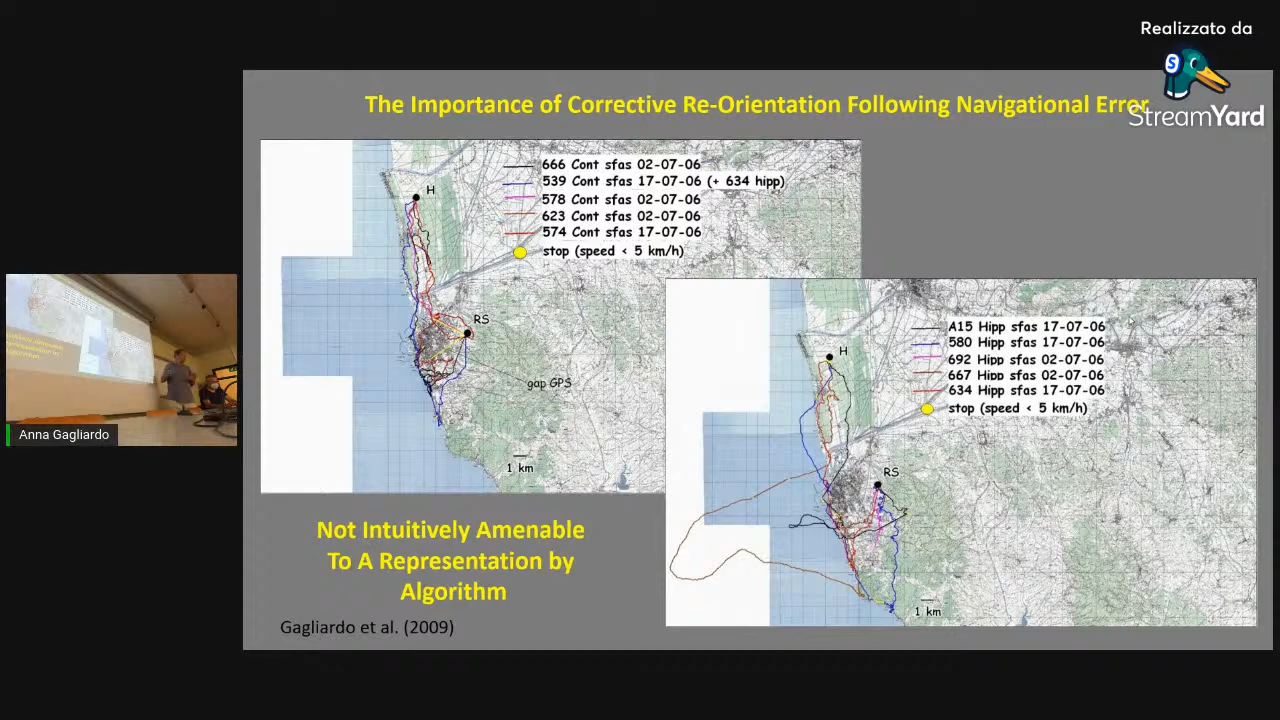 Realizzato da
StreamYard
The Importance of Corrective Re-Orientation Following Navigational Error
666 Cont sfas 02-07-06
539 Cont sfas 17-07-06 (+ 634 hipp)
578 Cont sfas 02-07-06
623 Cont sfas 02-07-06
574 Cont sfas 17-07-06
stop (speed < 5 km/h)
H
RS
gap GPS
1 km
A15 Hipp sfas 17-07-06
580 Hipp sfas 17-07-06
692 Hipp sfas 02-07-06
667 Hipp sfas 02-07-06
634 Hipp sfas 17-07-06
stop (speed < 5 km/h)
H
RS
1 km
Not Intuitively Amenable
To A Representation by
Algorithm
Gagliardo et al. (2009)
Anna Gagliardo